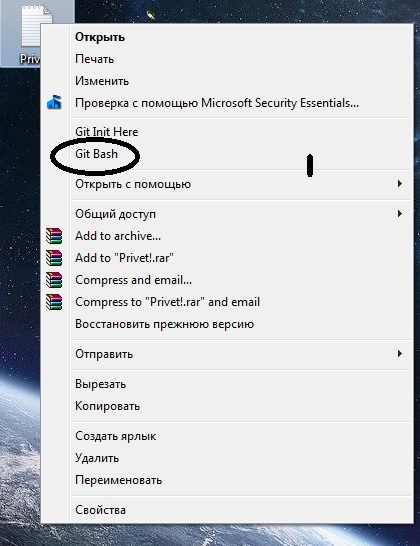 Prive
Открыть
Печать
Изменить
Проверка с помощью Microsoft Security Essentials...
Git Init Here
Git Bash
Открыть с помощью
Общий доступ
Add to archive...
Add to "Privet!.rar"
Compress and email...
Compress to "Privet!.rar" and email
Восстановить прежнюю версию
Отправить
Вырезать
Копировать
Создать ярлык
Удалить
Переименовать
Свойства